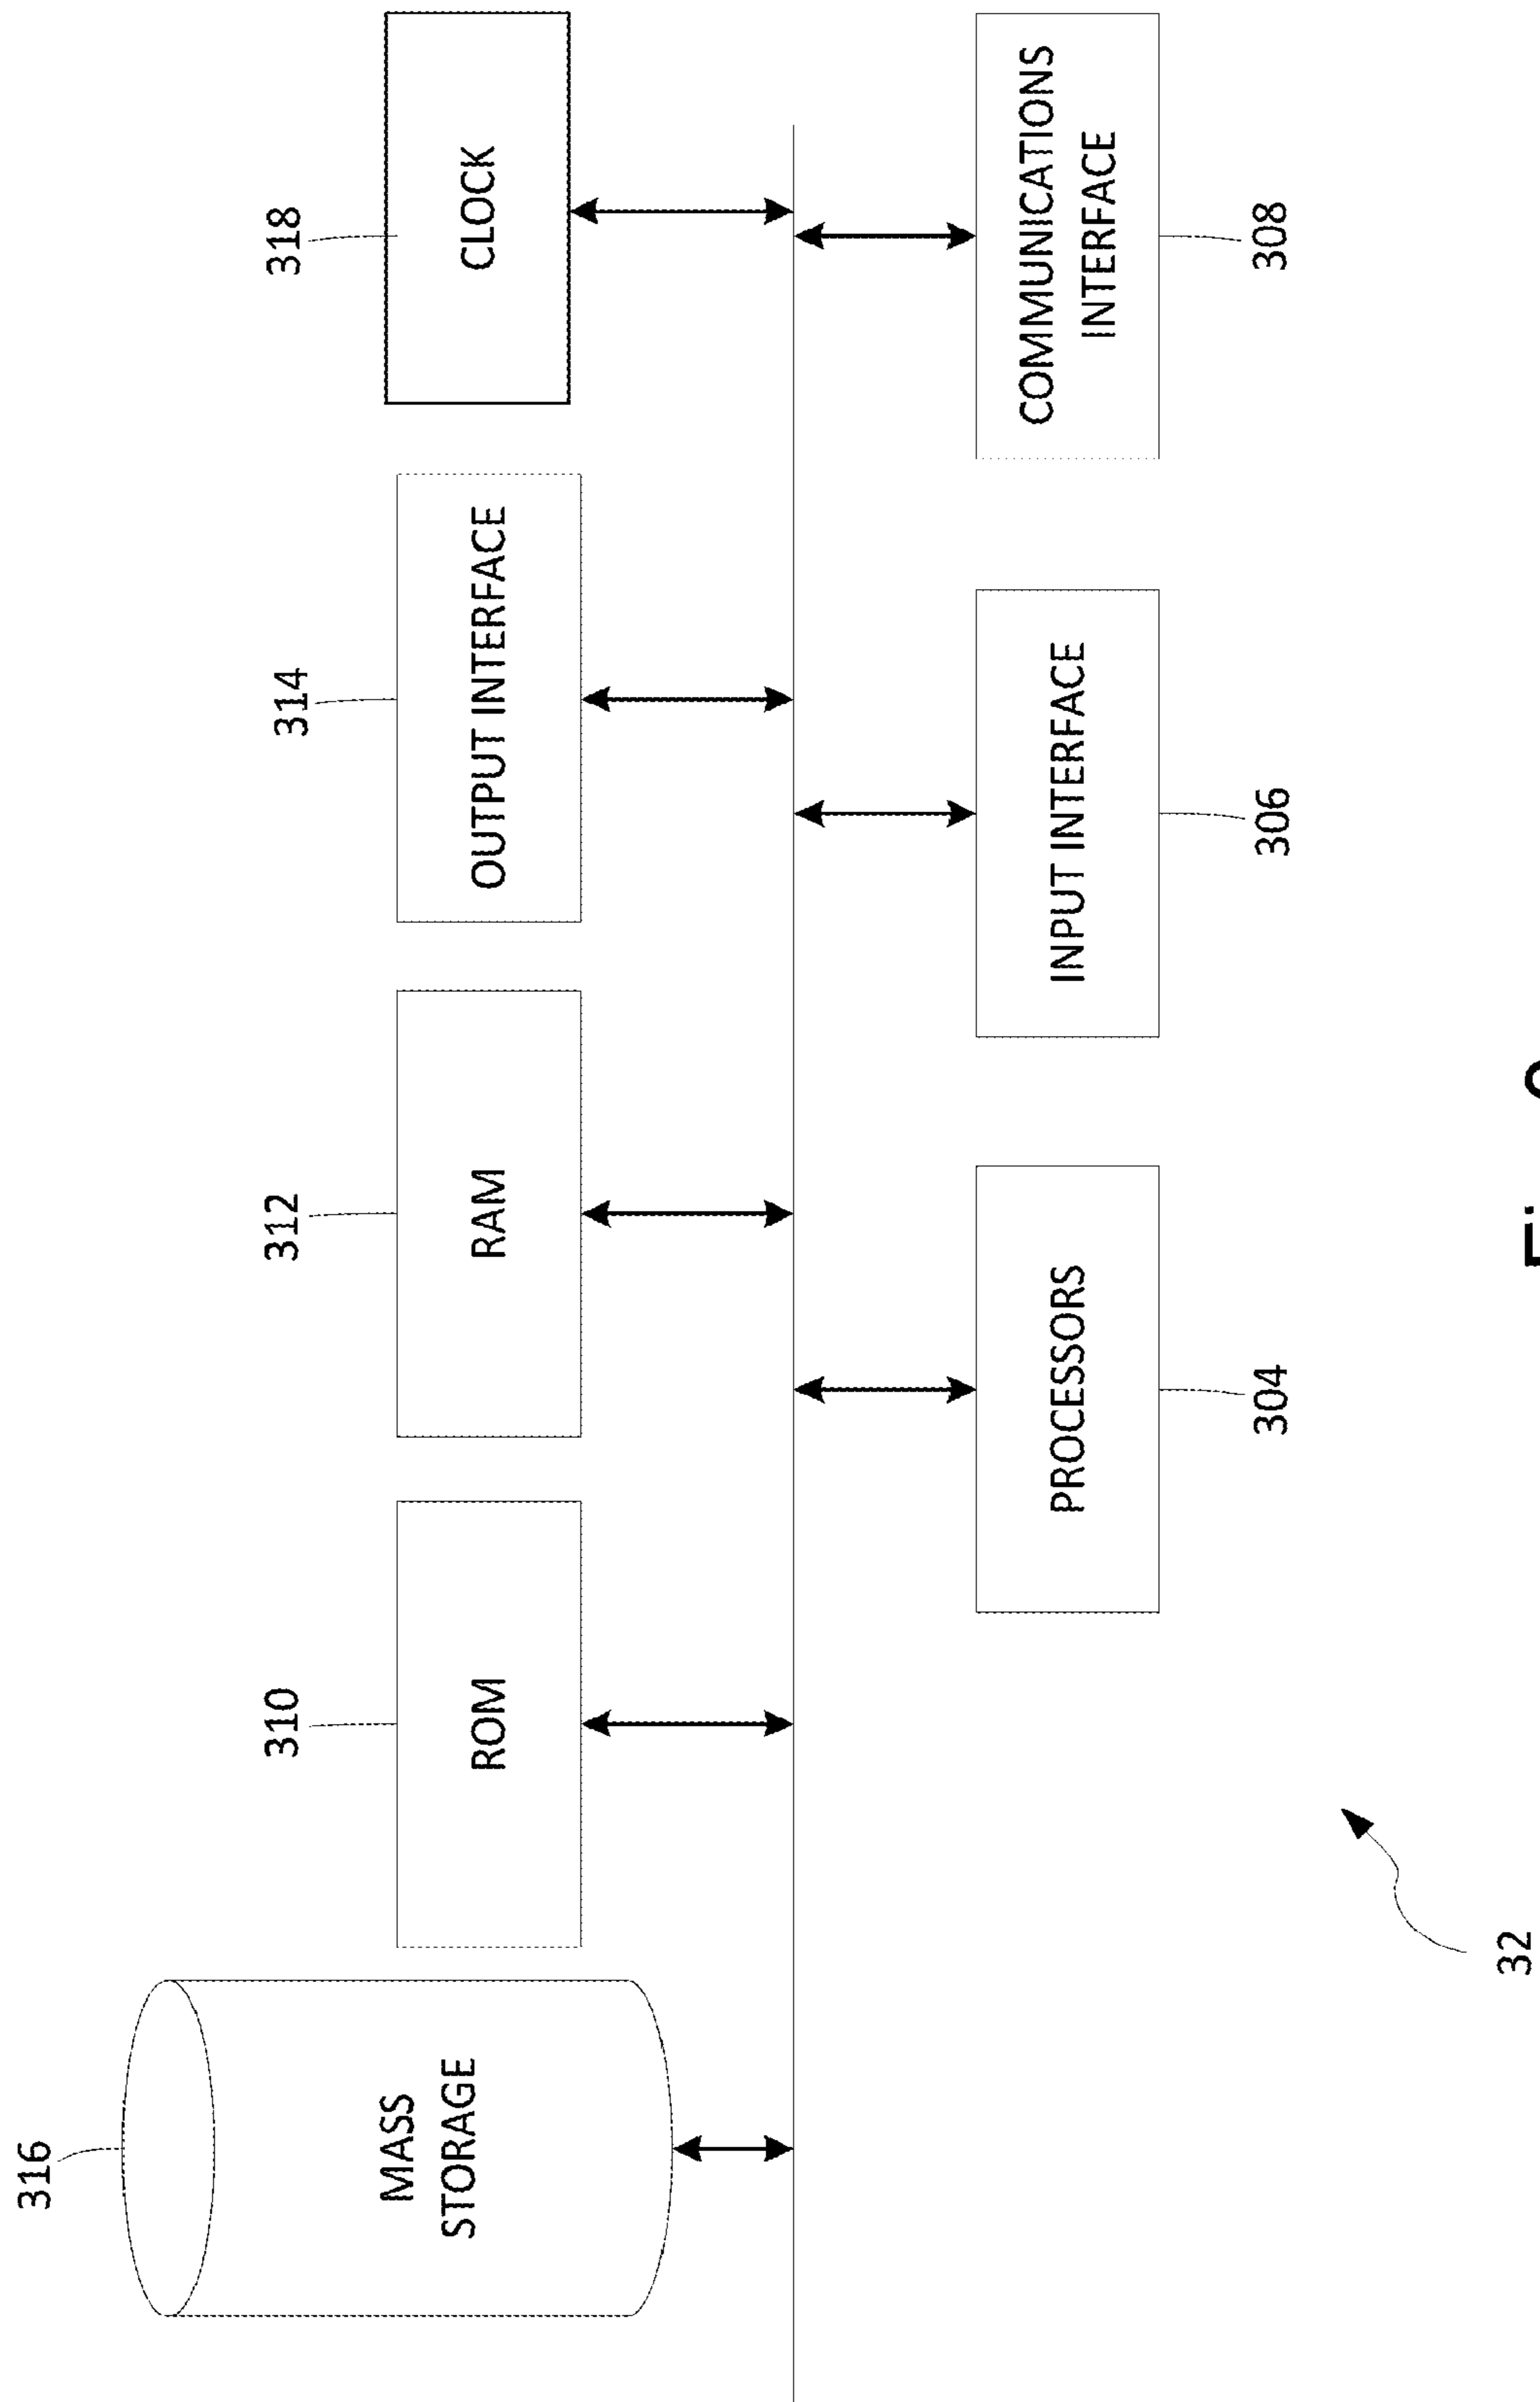 316
MASS
STORAGE
310
ROM
312
RAM
314
OUTPUT INTERFACE
318
CLOCK
PROCESSORS
304
INPUT INTERFACE
306
COMMUNICATIONS
INTERFACE
308
32